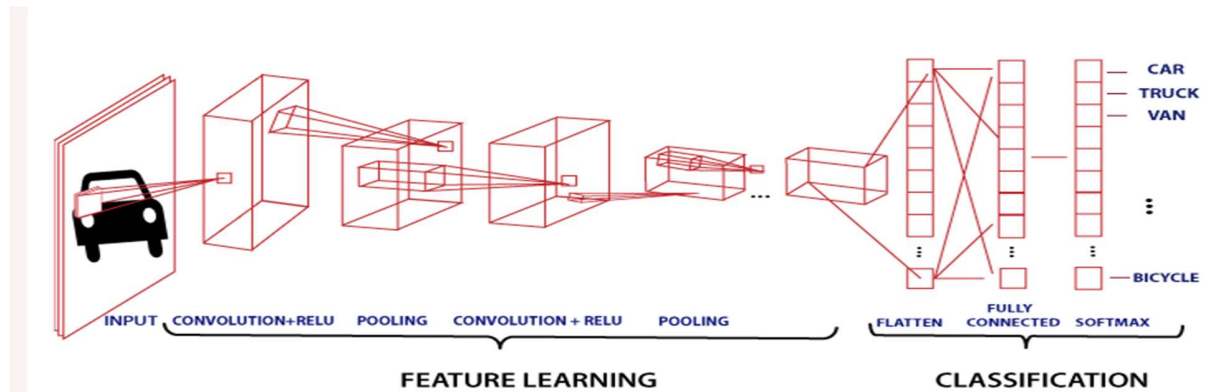 CAR
TRUCK
VAN
BICYCLE
INPUT CONVOLUTION+RELU POOLING CONVOLUTION + RELU POOLING FLATTEN FULLY CONNECTED SOFTMAX
FEATURE LEARNING CLASSIFICATION